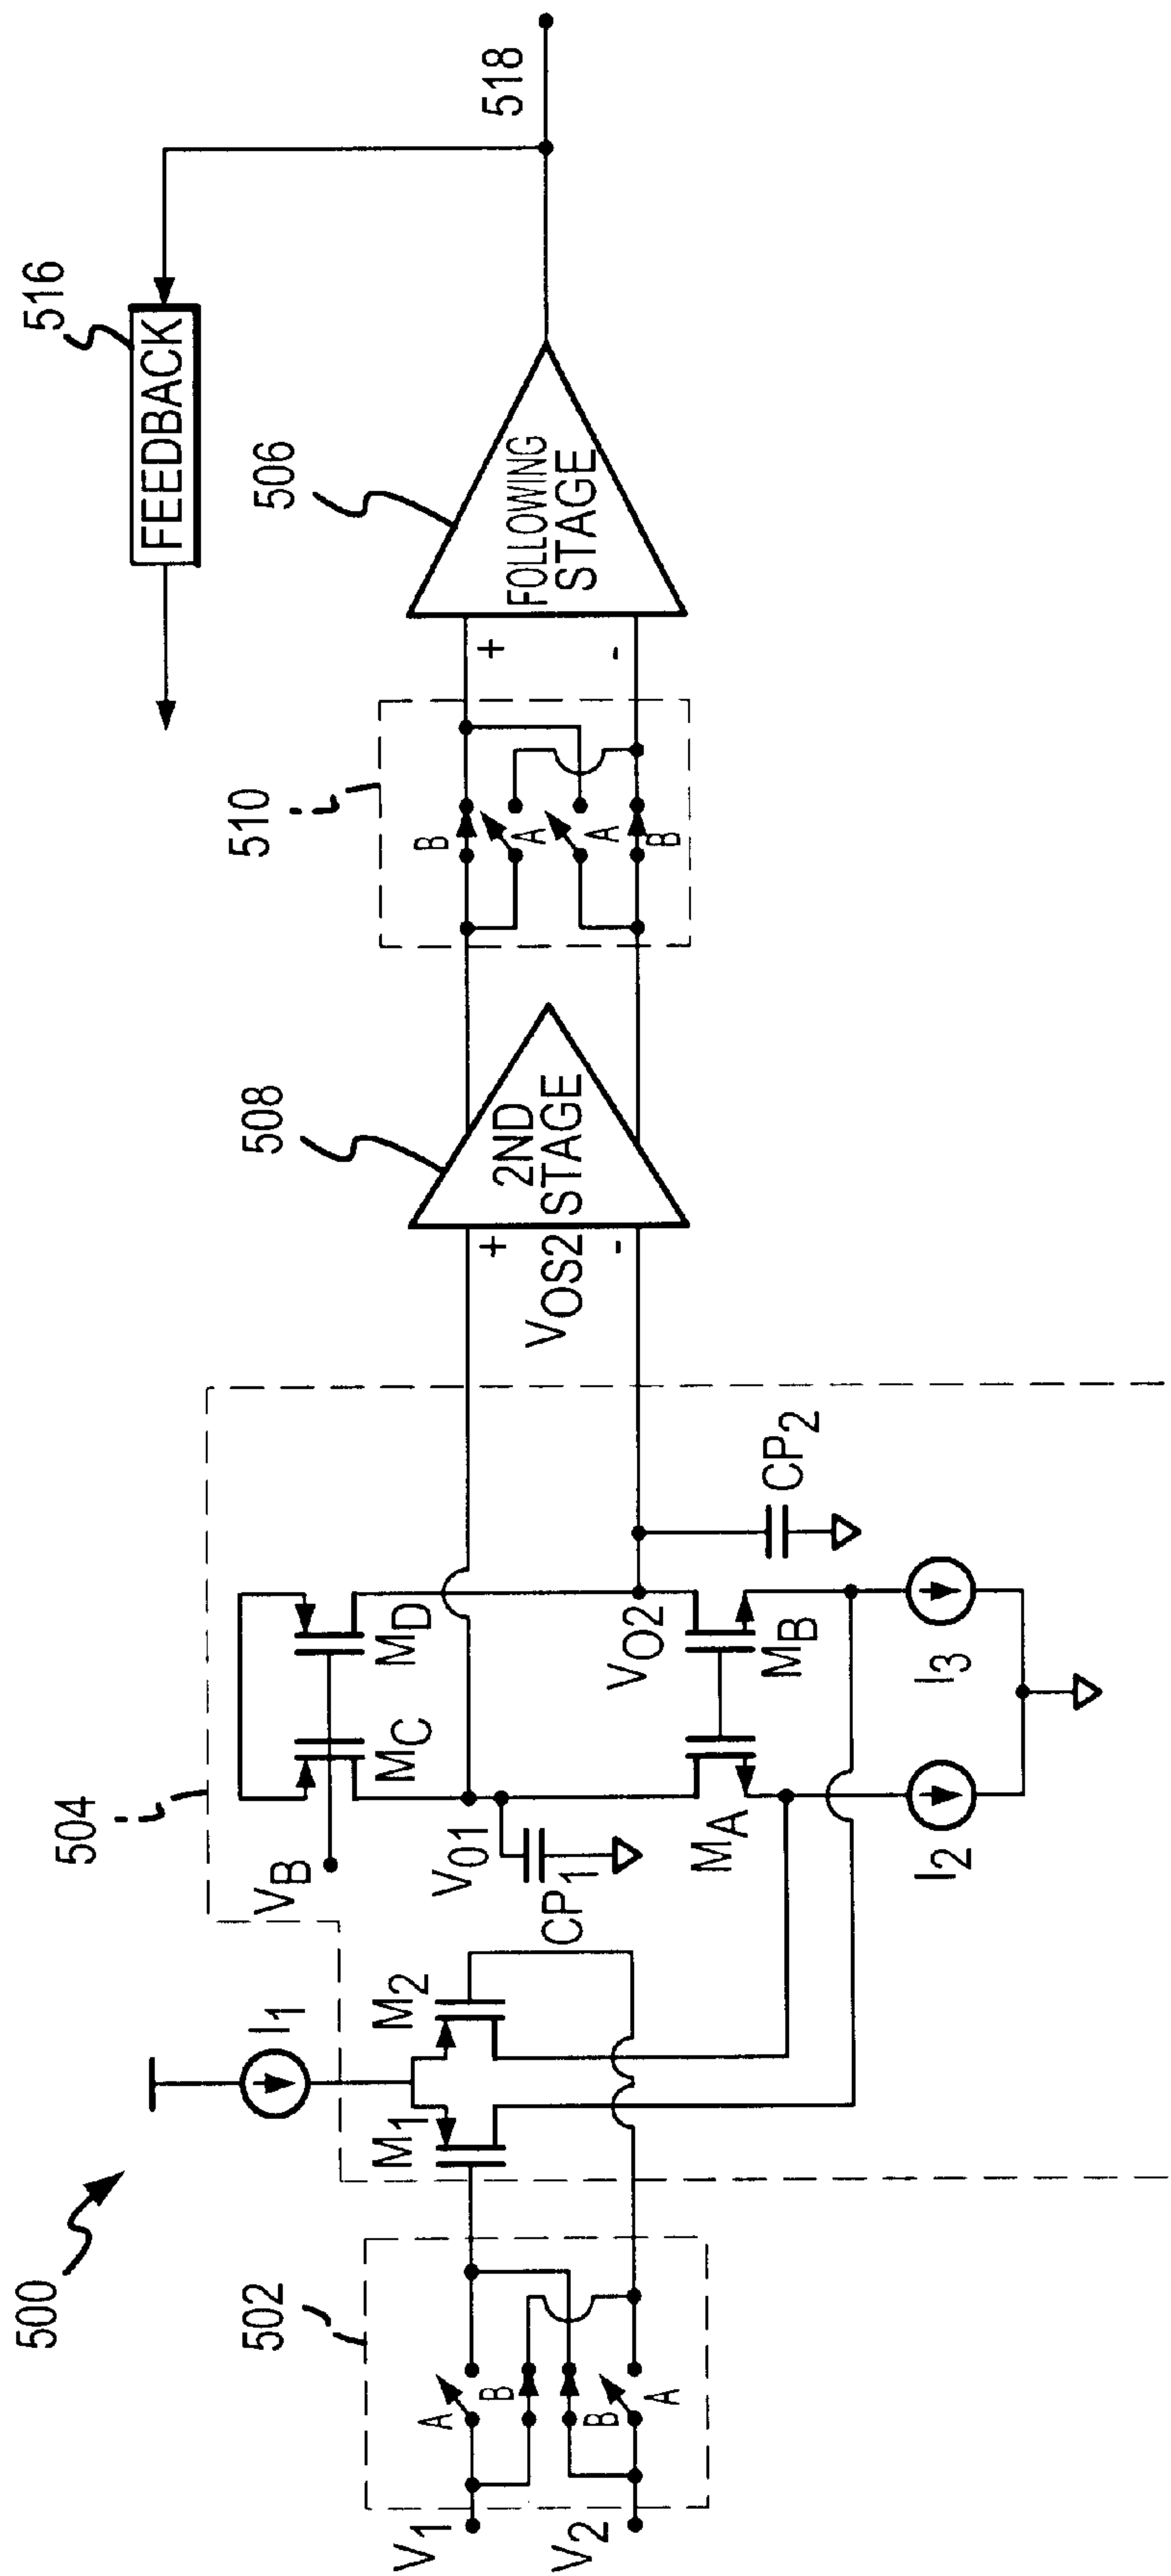 500
502
V1
V2
A
B
B
A
504
I1
M1
M2
VB
MC
MD
V01
CP1
VO2
CP2
MA
MB
I2
I3
508
2ND
STAGE
VOS2
+
-
510
B
A
A
B
506
FOLLOWING
STAGE
+
-
516
FEEDBACK
518